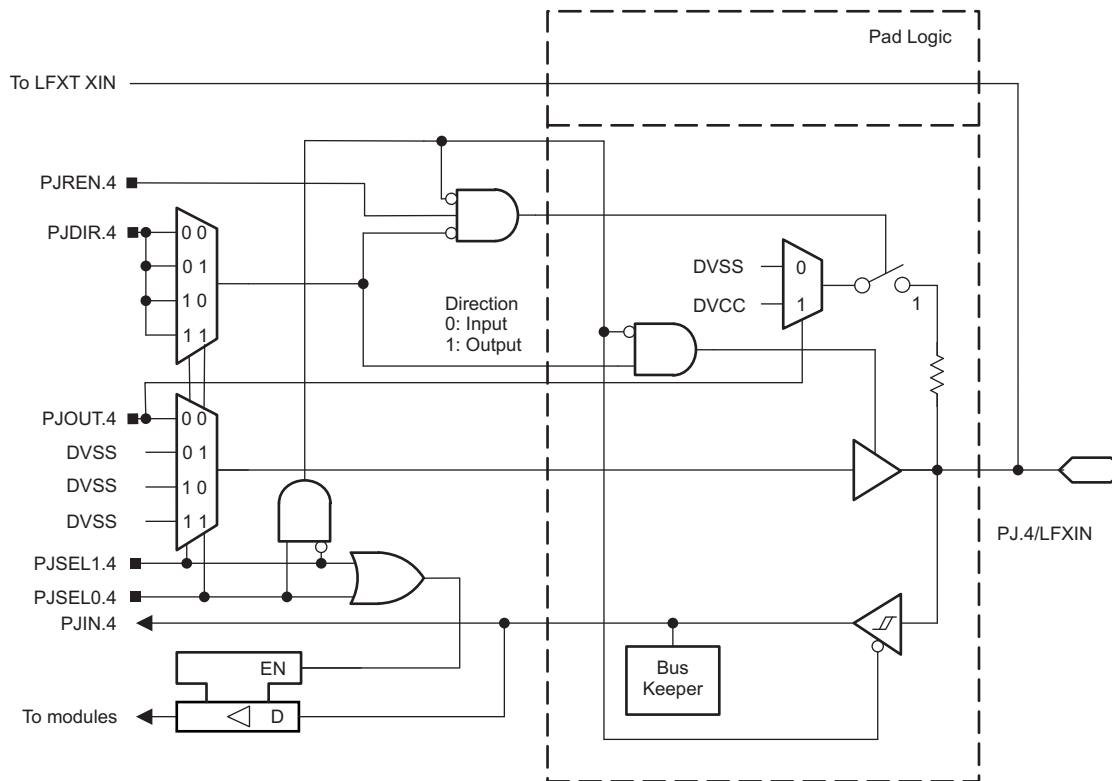 Pad Logic
To LFXT XIN
PJREN.4
PJDIR.4
0 0
0 1
1 0
1 1
Direction
0: Input
1: Output
DVSS
0
DVCC
1
1
PJOUT.4
0 0
DVSS
0 1
DVSS
1 0
DVSS
1 1
PJ.4/LFXIN
PJSEL1.4
PJSEL0.4
PJIN.4
EN
D
To modules
Bus
Keeper